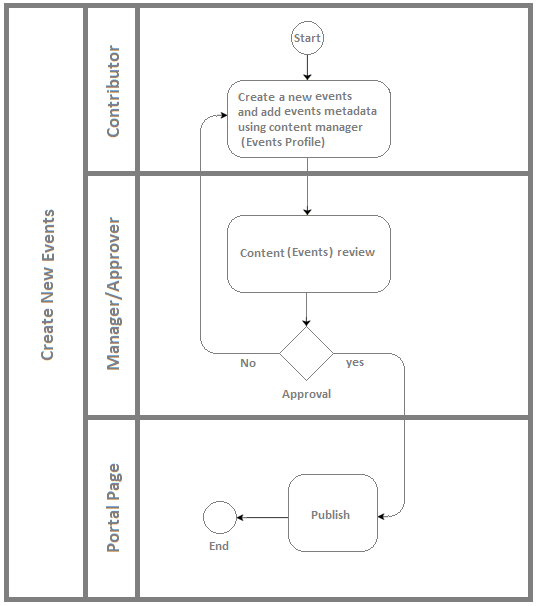 Create New Events
Contributor
Start
Create a new events
and add events metadata
using content manager
(Events Profile)
Manager/Approver
Content (Events) review
No
yes
Approval
Portal Page
Publish
End